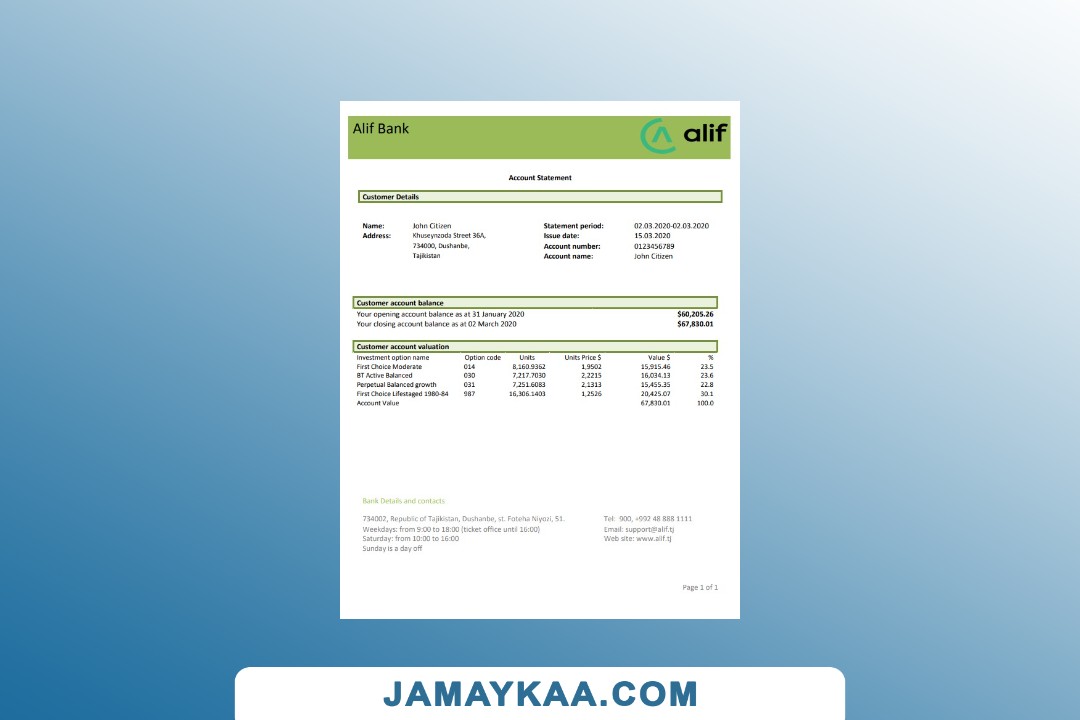 Alif Bank
alif
Account Statement
Customer Details
Name: John Citizen Statement period: 02.03.2020-02.03.2020
Address: Khuseynzoda Street 36A, Issue date: 15.03.2020
734000, Dushanbe, Account number: 0123456789
Tajikistan Account name: John Citizen
Customer account balance
Your opening account balance as at 31 January 2020 $60,205.26
Your closing account balance as at 02 March 2020 $67,830.01
Customer account valuation
Investment option name Option code Units Units Price $ Value $ %
First Choice Moderate 014 8,160.9362 1,9502 15,915.46 23.5
BT Active Balanced 030 7,217.7030 2,2215 16,034.13 23.6
Perpetual Balanced growth 031 7,251.6083 2,1313 15,455.35 22.8
First Choice Lifestaged 1980-84 987 16,306.1403 1,2526 20,425.07 30.1
Account Value 67,830.01 100.0
Bank Details and contacts
734002, Republic of Tajikistan, Dushanbe, st. Foteha Niyozi, 51. Tel: 900, +992 48 888 1111
Weekdays: from 9:00 to 18:00 (ticket office until 16:00) Email: support@alif.tj
Saturday: from 10:00 to 16:00 Web site: www.alif.tj
Sunday is a day off
Page 1 of 1
JAMAYKAA.COM